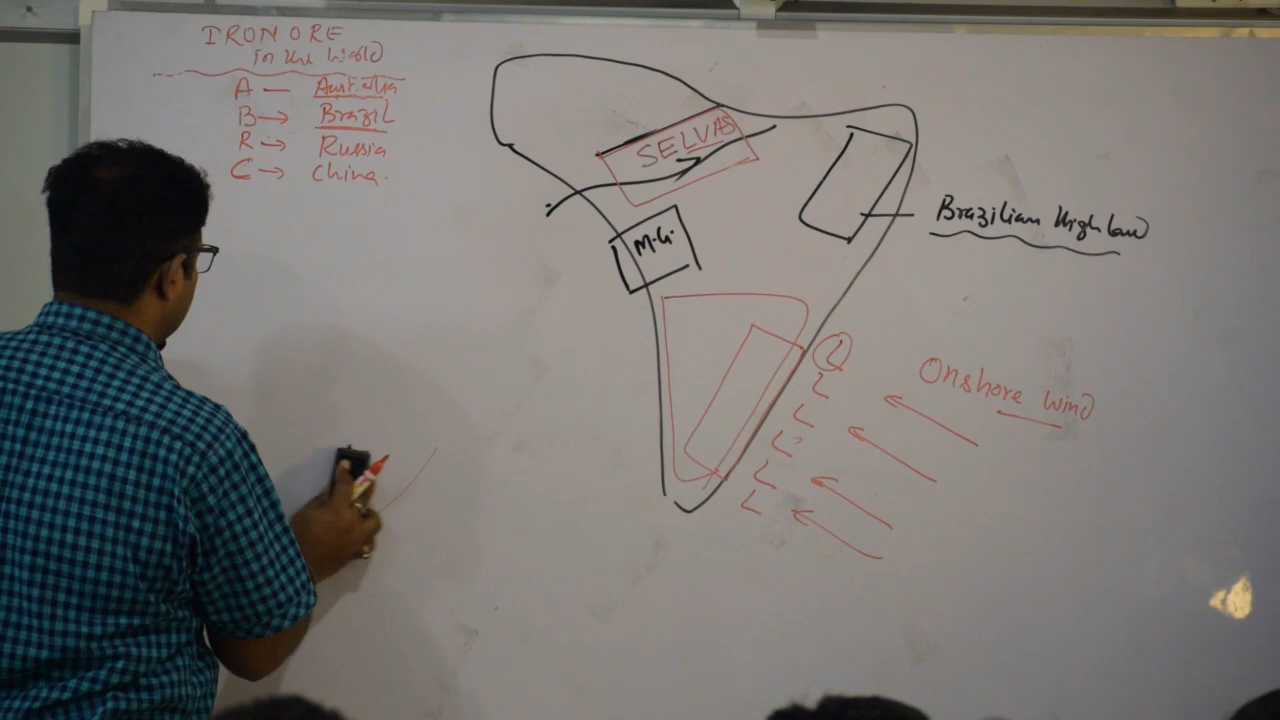 IRON ORE
In the World
A — Australia
B → Brazil
R → Russia
C → China.
SELVAS
M.G.
Brazilian Highland
Onshore wind
L
L
L
L
L
L